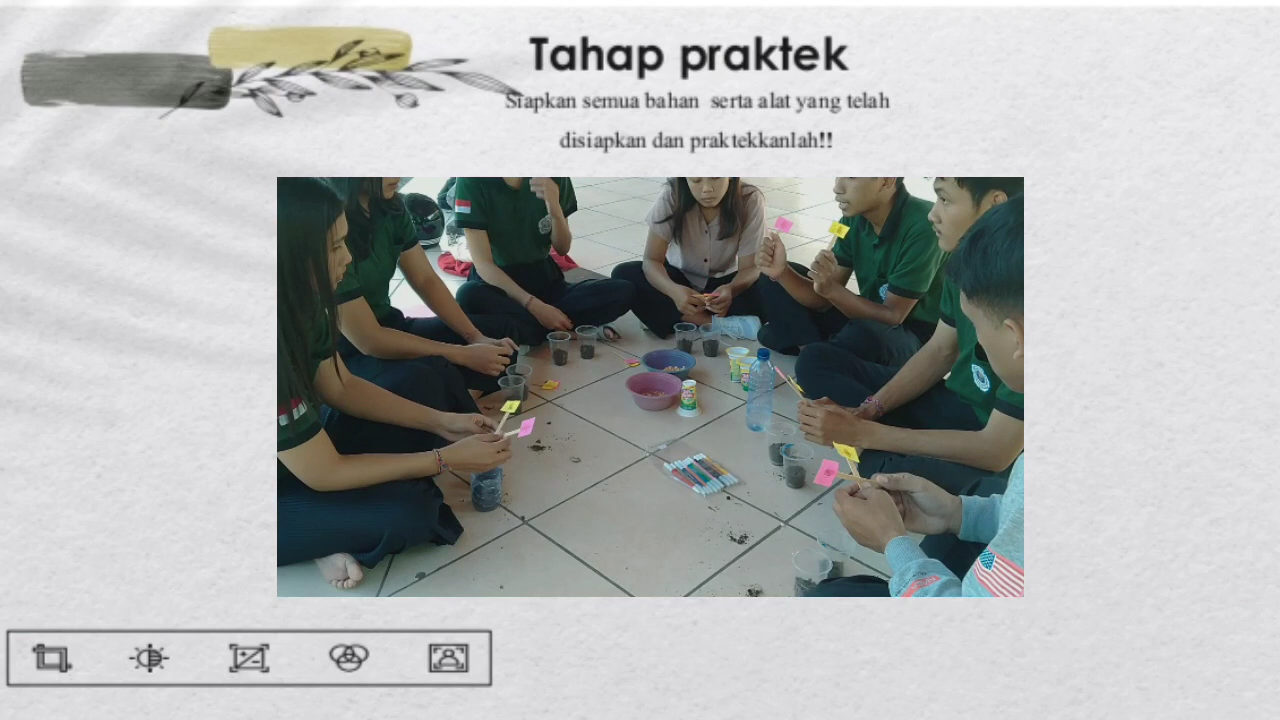 Tahap praktek
Siapkan semua bahan serta alat yang telah
disiapkan dan praktekkanlah!!